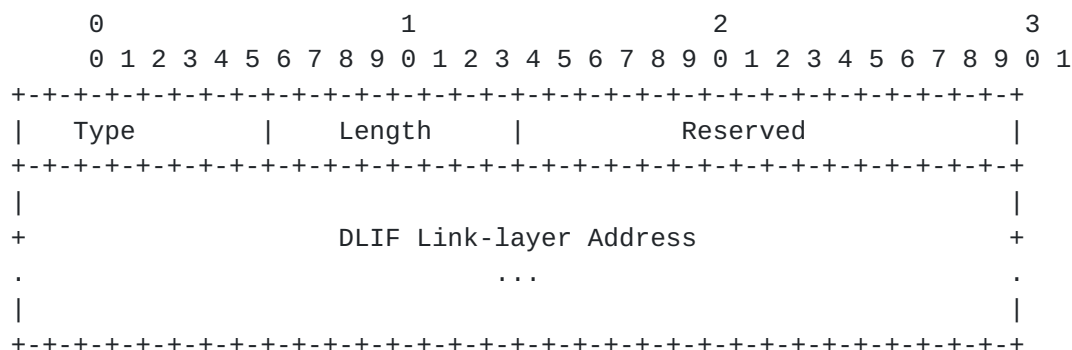 0                   1                   2                   3
     0 1 2 3 4 5 6 7 8 9 0 1 2 3 4 5 6 7 8 9 0 1 2 3 4 5 6 7 8 9 0 1
+-+-+-+-+-+-+-+-+-+-+-+-+-+-+-+-+-+-+-+-+-+-+-+-+-+-+-+-+-+-+-+-+
|   Type        |    Length     |          Reserved             |
+-+-+-+-+-+-+-+-+-+-+-+-+-+-+-+-+-+-+-+-+-+-+-+-+-+-+-+-+-+-+-+-+
|                                                               |
+                    DLIF Link-layer Address                    +
.                              ...                              .
|                                                               |
+-+-+-+-+-+-+-+-+-+-+-+-+-+-+-+-+-+-+-+-+-+-+-+-+-+-+-+-+-+-+-+-+